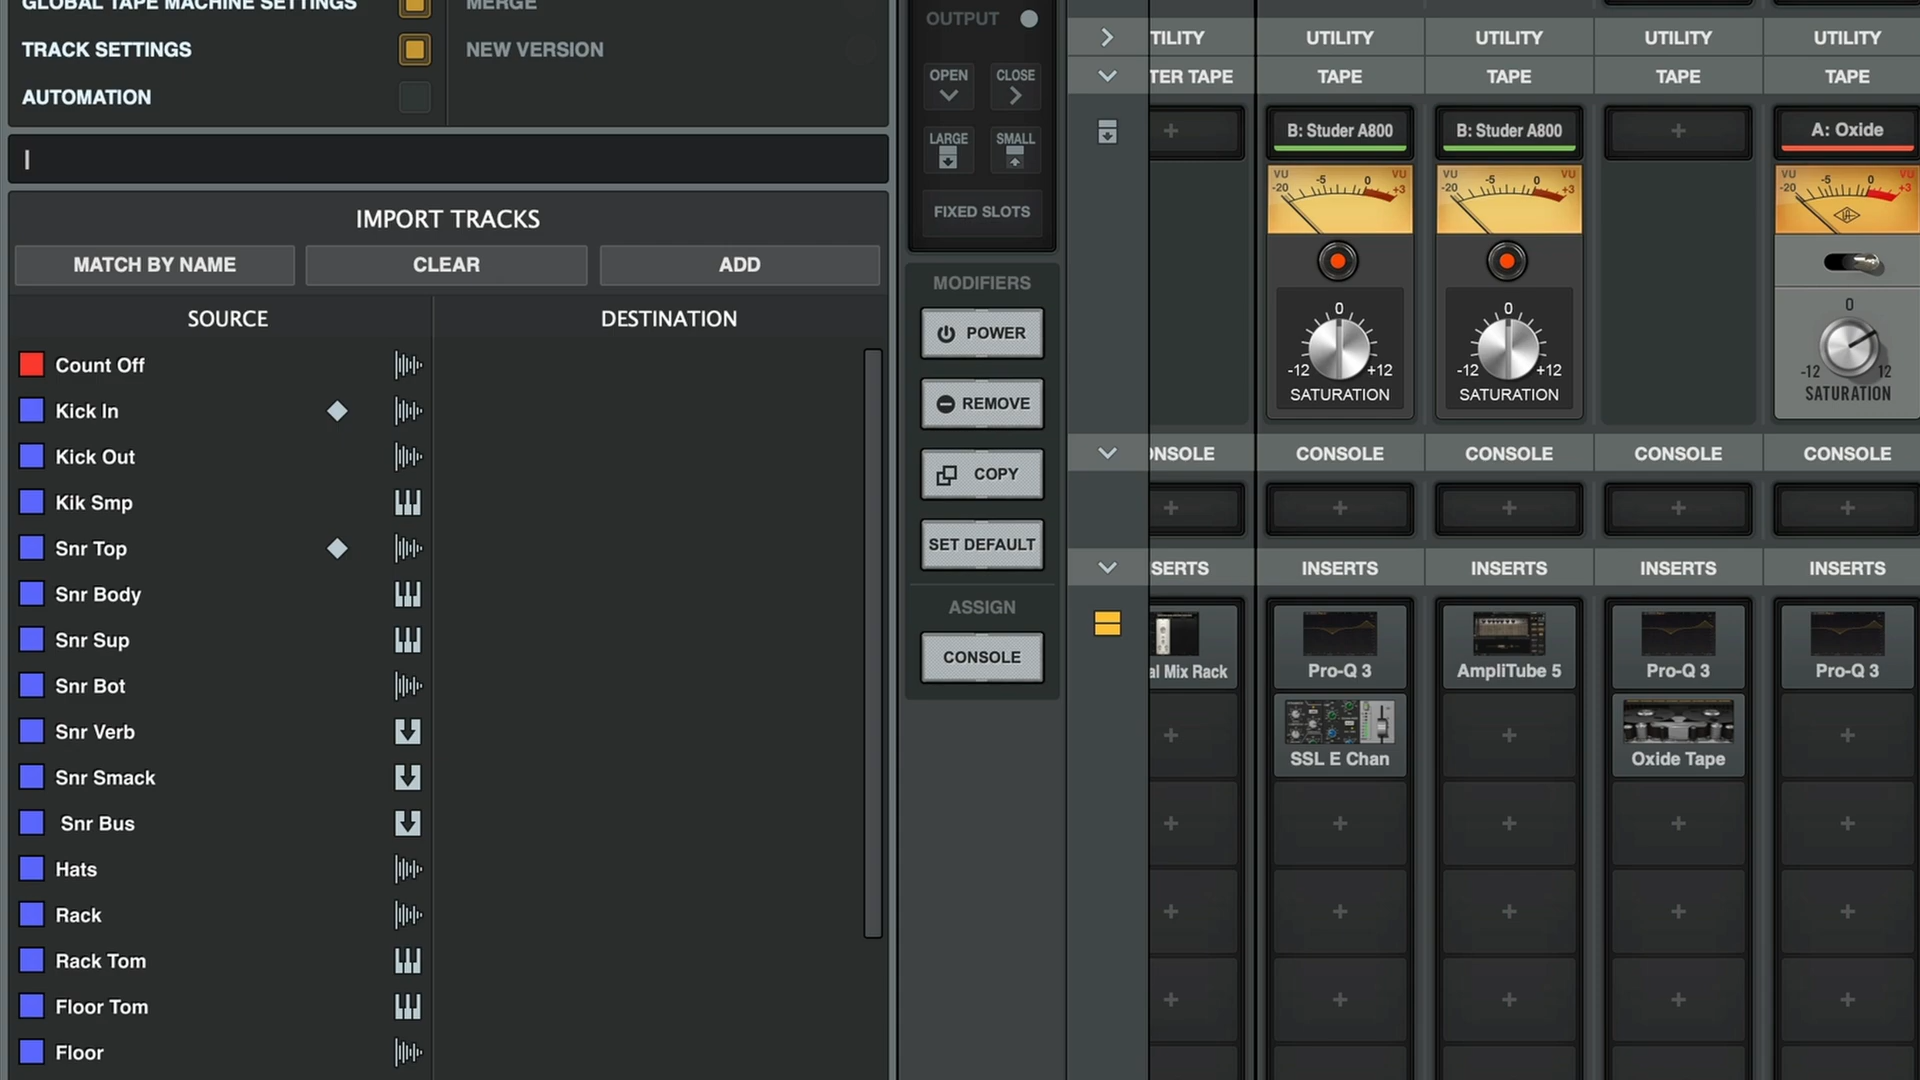 GLOBAL TAPE MACHINE SETTINGS
MERGE
TRACK SETTINGS
NEW VERSION
AUTOMATION
IMPORT TRACKS
MATCH BY NAME
CLEAR
ADD
SOURCE
DESTINATION
Count Off
Kick In
Kick Out
Kik Smp
Snr Top
Snr Body
Snr Sup
Snr Bot
Snr Verb
Snr Smack
Snr Bus
Hats
Rack
Rack Tom
Floor Tom
Floor
OUTPUT
OPEN
CLOSE
LARGE
SMALL
FIXED SLOTS
MODIFIERS
POWER
REMOVE
COPY
SET DEFAULT
ASSIGN
CONSOLE
TILITY
UTILITY
UTILITY
UTILITY
UTILITY
TER TAPE
TAPE
TAPE
TAPE
TAPE
B: Studer A800
B: Studer A800
A: Oxide
VU VU
-20 -5 0 +3
VU VU
-20 -5 0 +3
VU VU
-20 -5 0 +3
0
-12 +12
SATURATION
0
-12 +12
SATURATION
0
-12 12
SATURATION
ONSOLE
CONSOLE
CONSOLE
CONSOLE
CONSOLE
SERTS
INSERTS
INSERTS
INSERTS
INSERTS
al Mix Rack
Pro-Q 3
AmpliTube 5
Pro-Q 3
Pro-Q 3
SSL E Chan
Oxide Tape